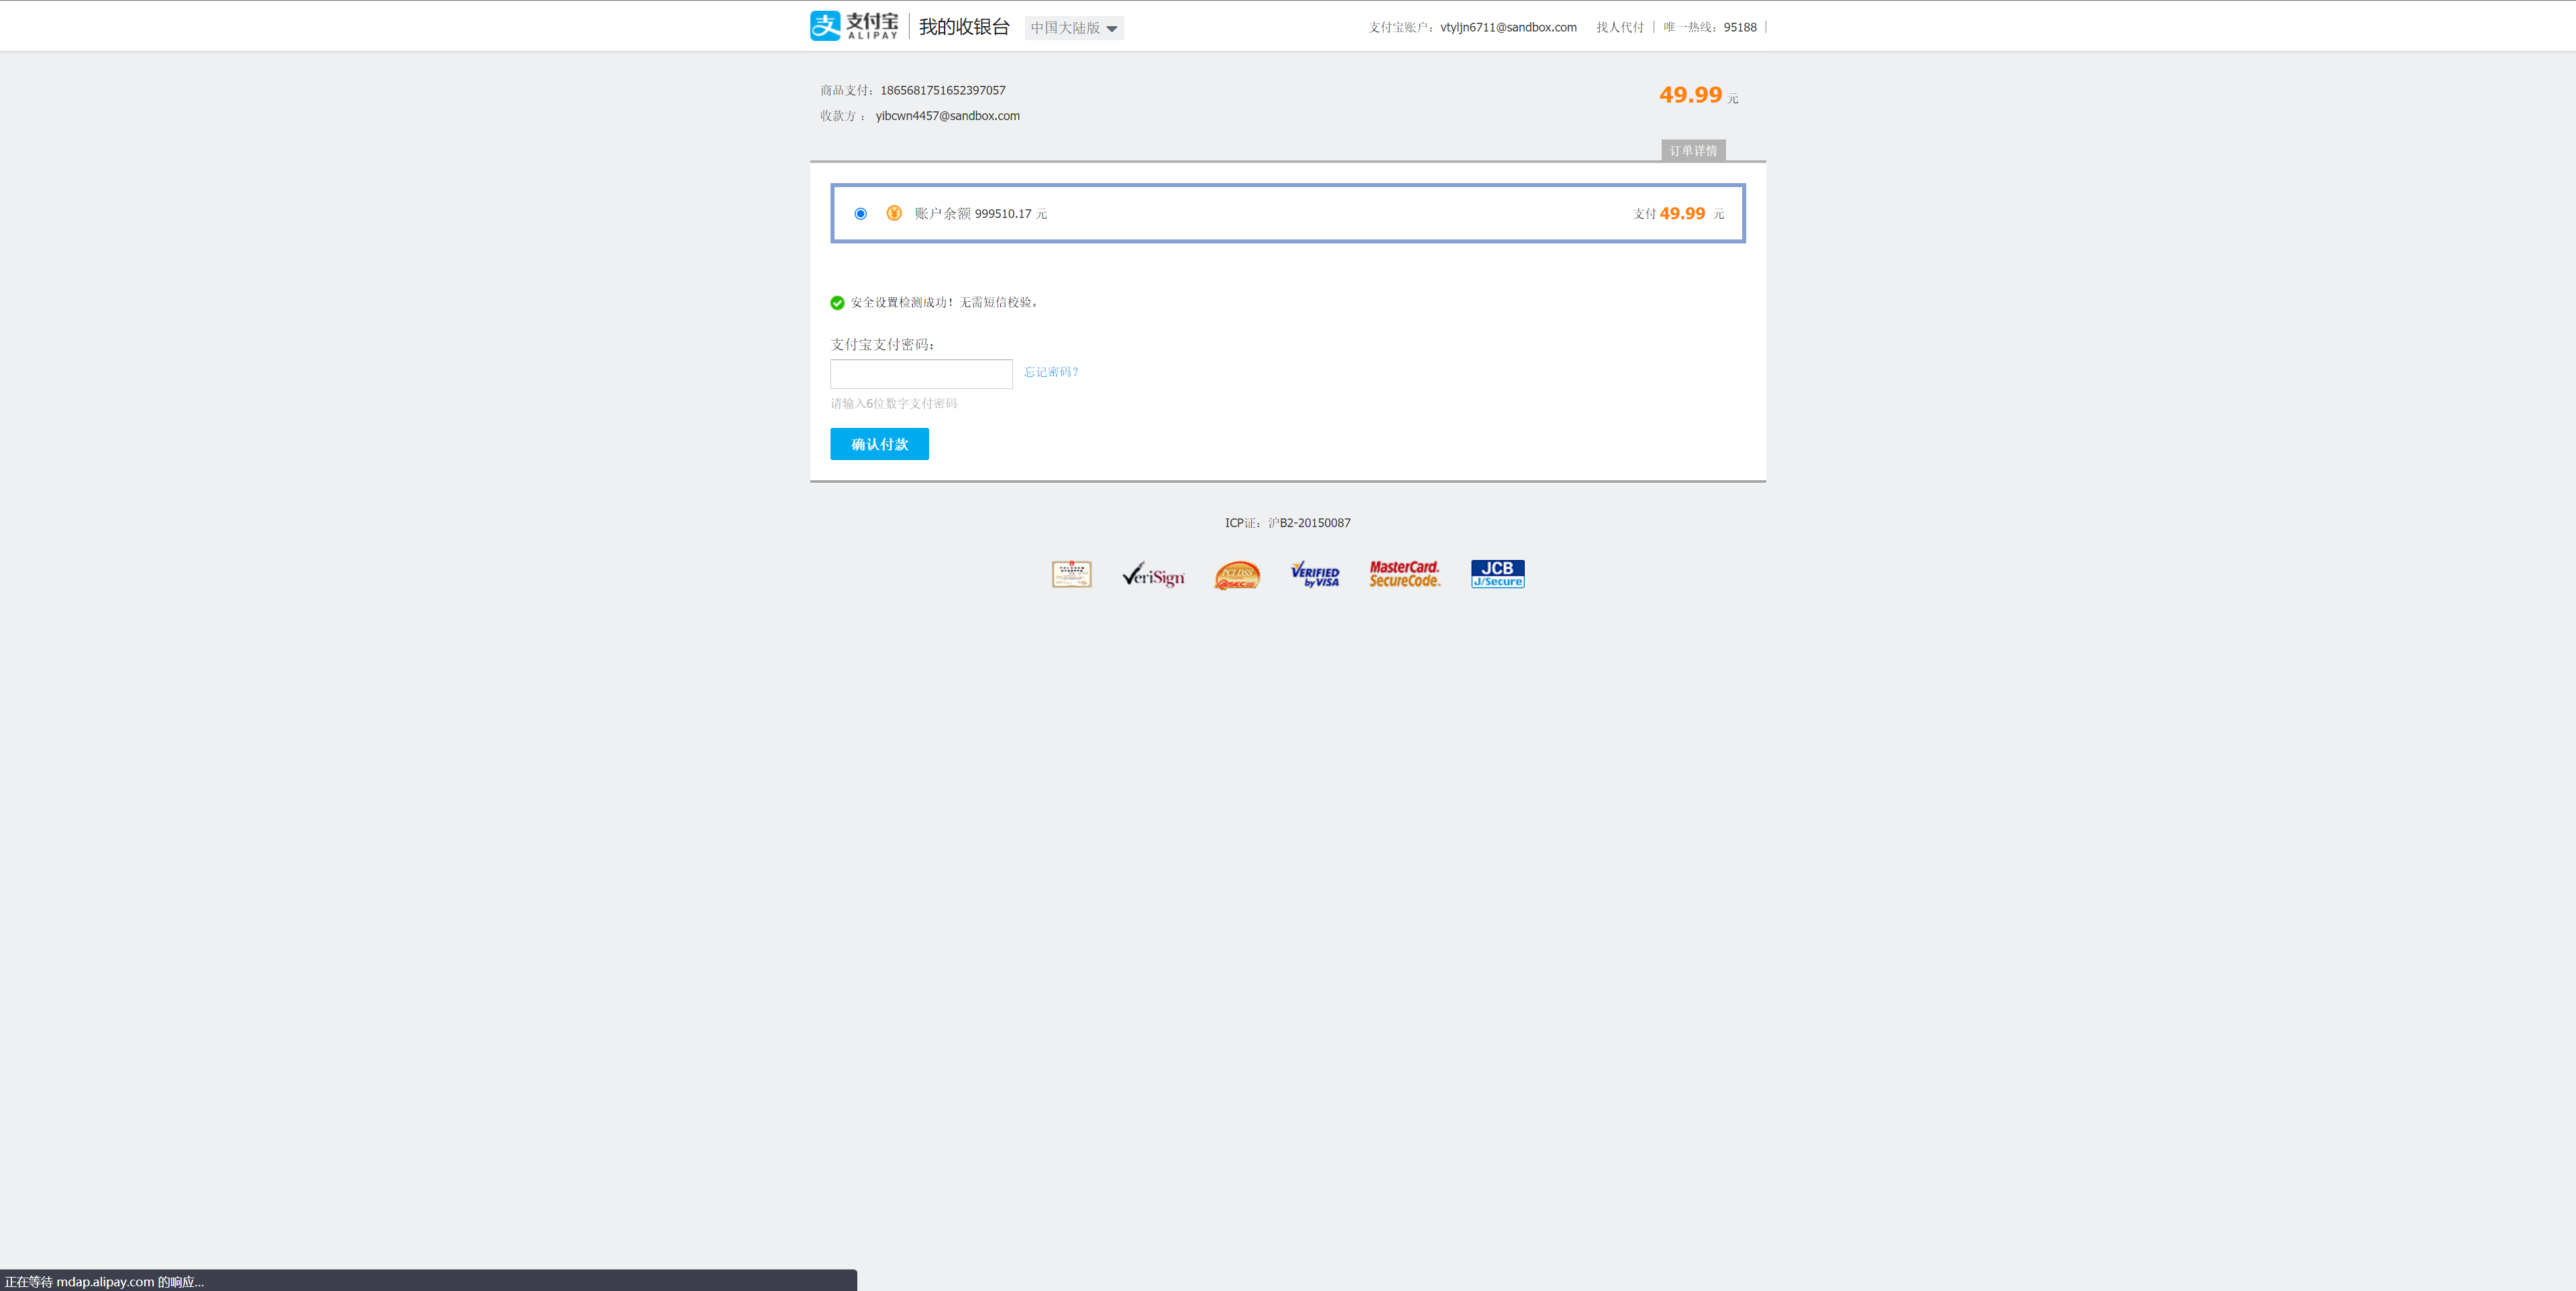 支付宝 ALIPAY 我的收银台 中国大陆版 支付宝账户：vtyljn6711@sandbox.com 找人代付 唯一热线：95188
商品支付：1865681751652397057 49.99 元
收款方 ： yibcwn4457@sandbox.com
订单详情
账户余额 999510.17 元 支付 49.99 元
安全设置检测成功！无需短信校验。
支付宝支付密码：
忘记密码？
请输入6位数字支付密码
确认付款
ICP证：沪B2-20150087
VeriSign PCI DSS @SEC VERIFIED by VISA MasterCard. SecureCode. JCB J/Secure
正在等待 mdap.alipay.com 的响应...